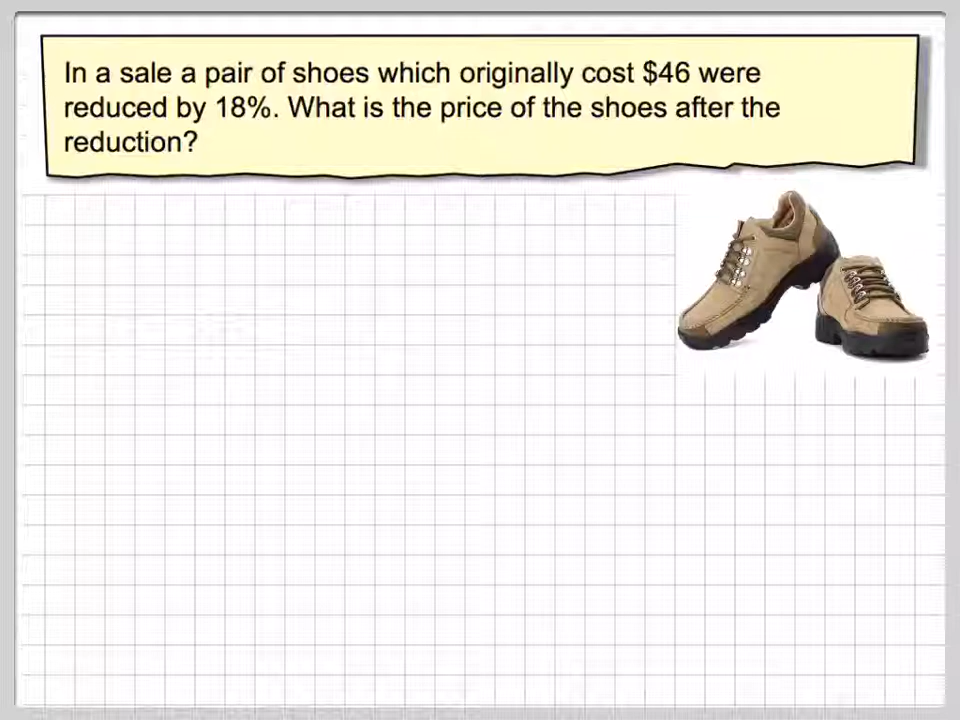 In a sale a pair of shoes which originally cost $46 were
reduced by 18%. What is the price of the shoes after the
reduction?